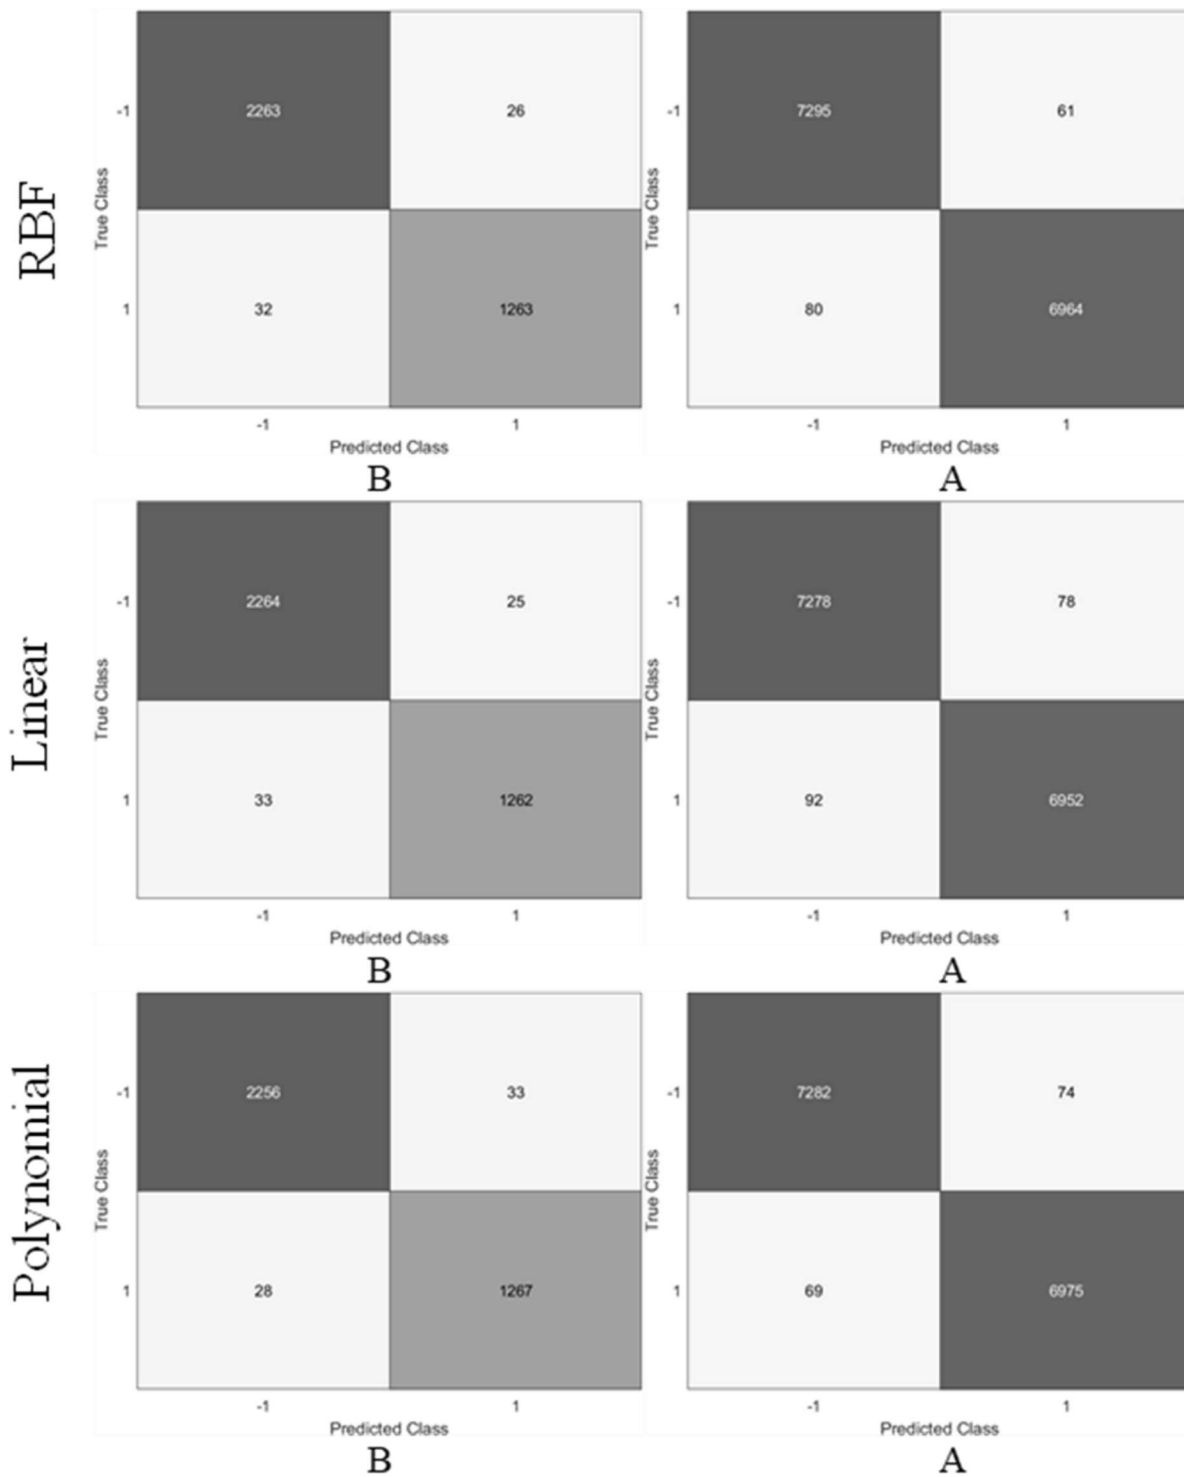 RBF
True Class
-1
2263
26
1
32
1263
-1
1
Predicted Class
B
True Class
-1
7295
61
1
80
6964
-1
1
Predicted Class
A
Linear
True Class
-1
2264
25
1
33
1262
-1
1
Predicted Class
B
True Class
-1
7278
78
1
92
6952
-1
1
Predicted Class
A
Polynomial
True Class
-1
2256
33
1
28
1267
-1
1
Predicted Class
B
True Class
-1
7282
74
1
69
6975
-1
1
Predicted Class
A